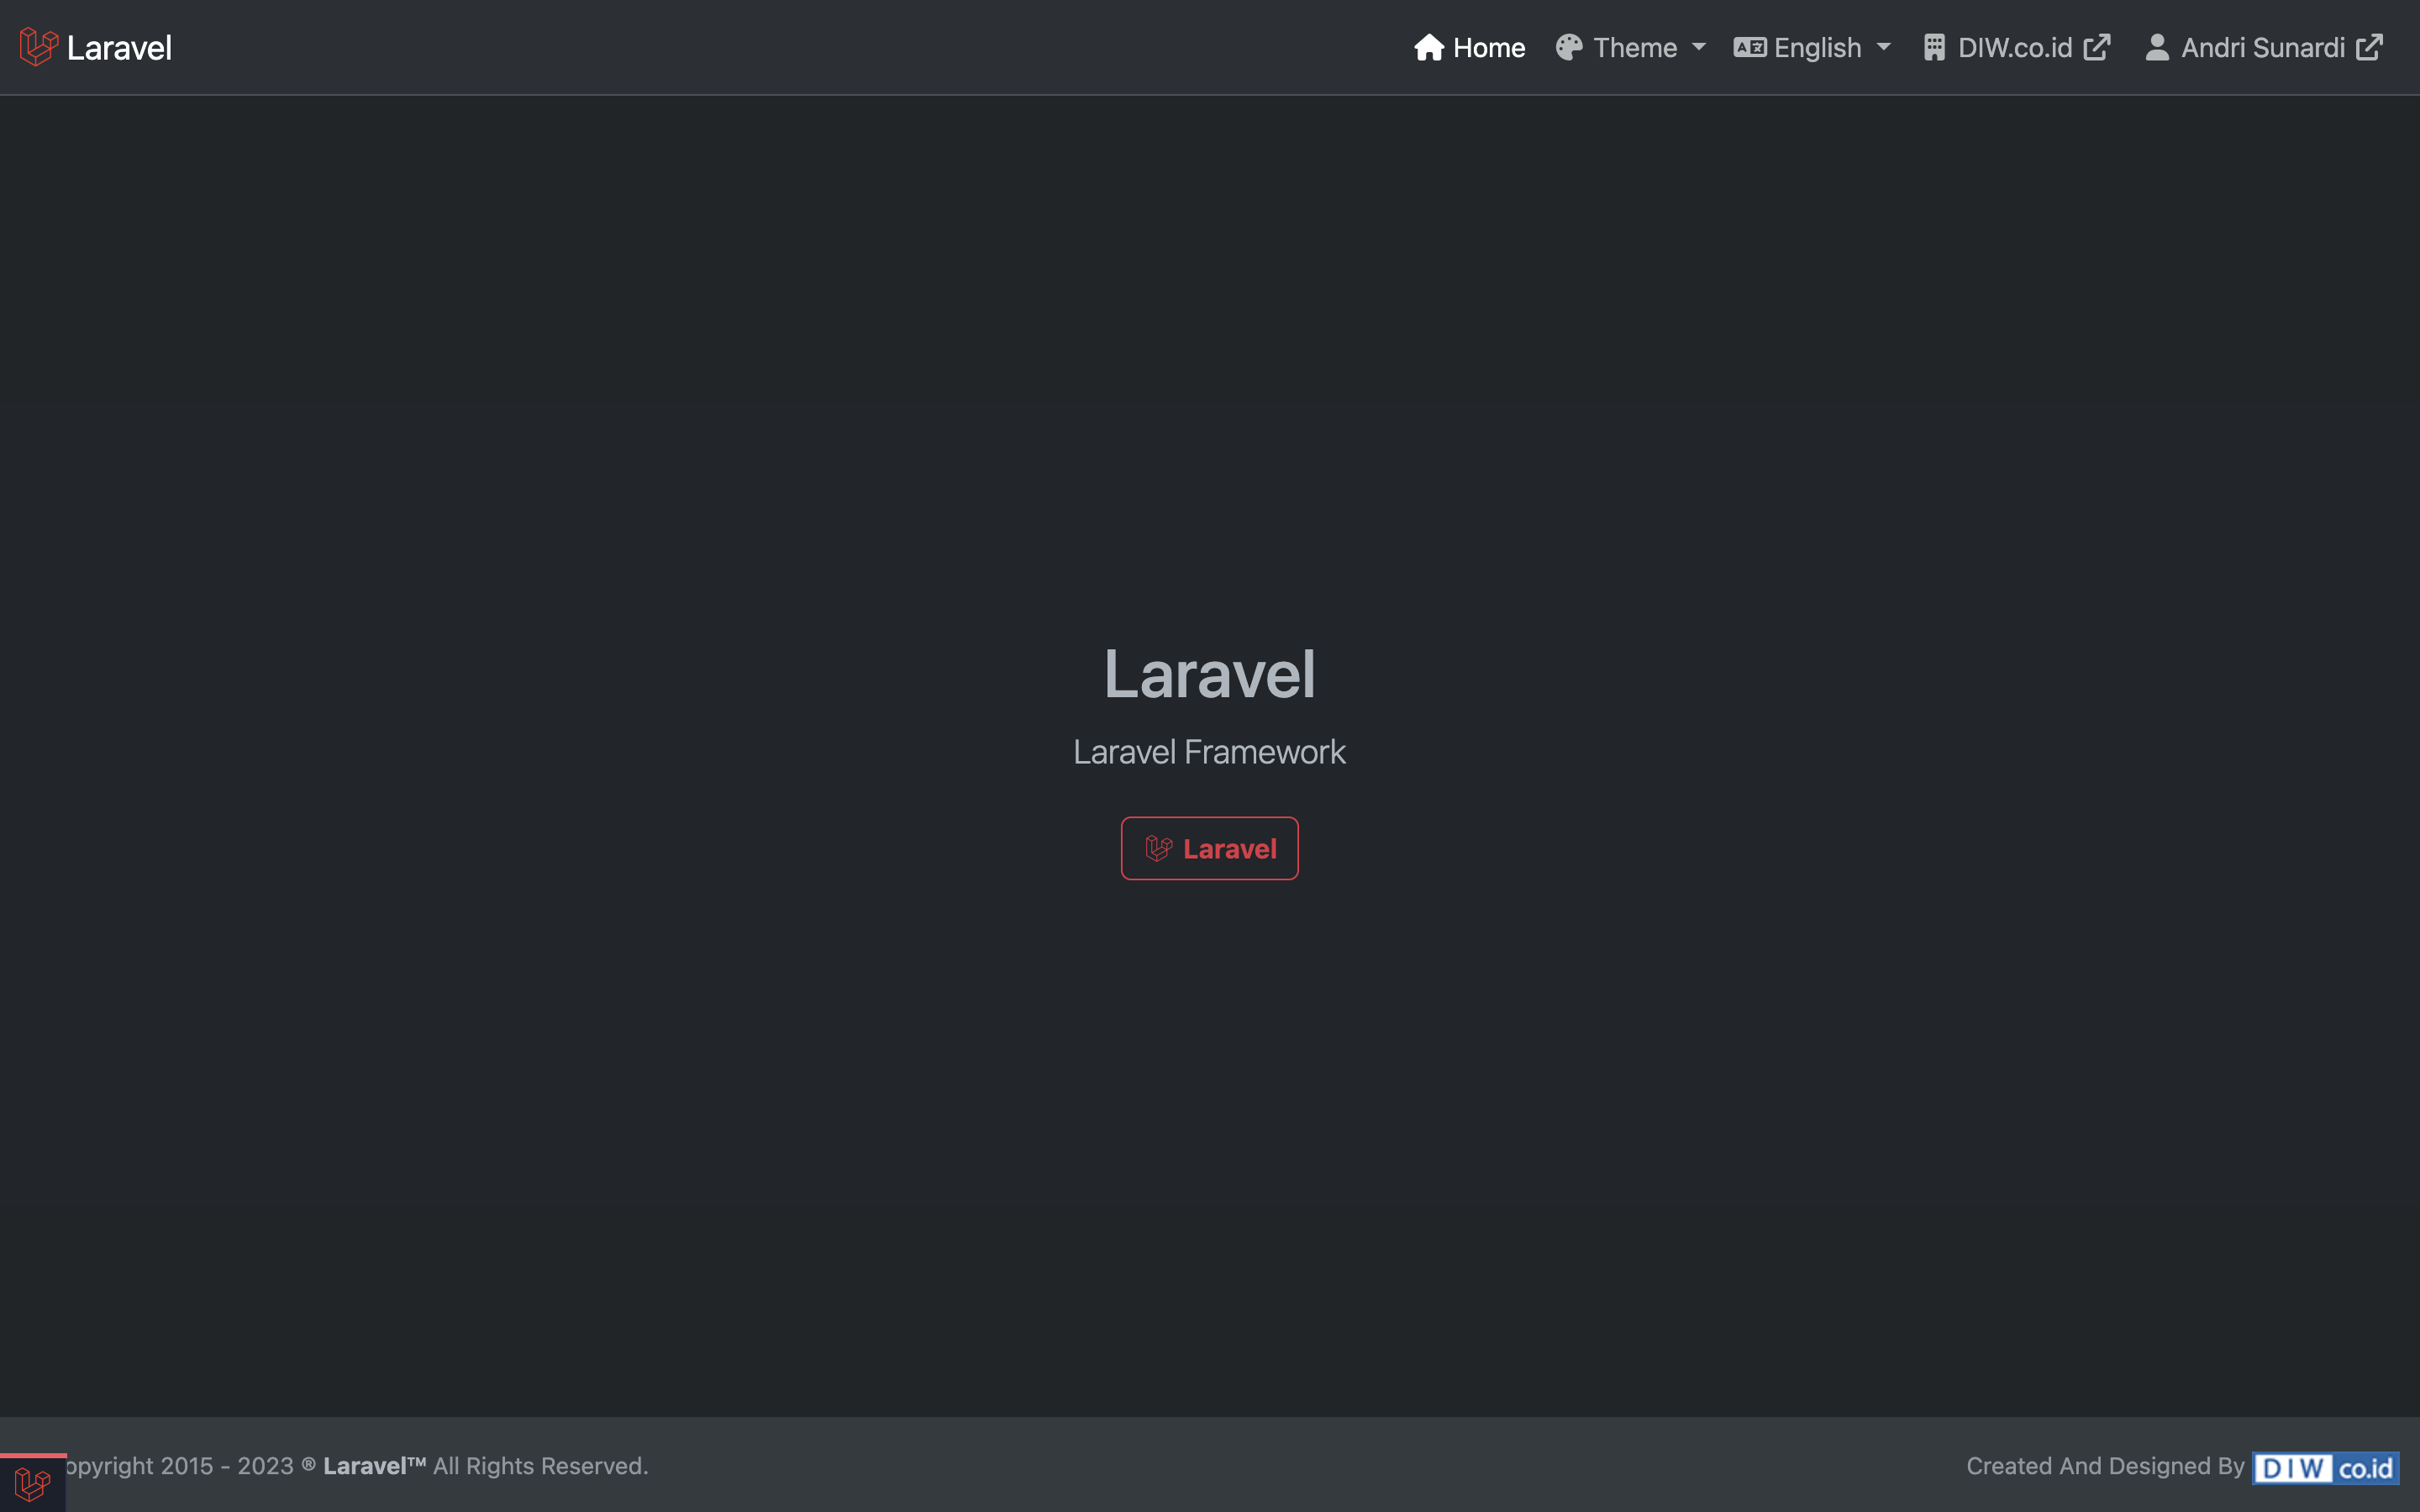 Laravel
Home
Theme
English
DIW.co.id
Andri Sunardi
Laravel
Laravel Framework
Laravel
opyright 2015 - 2023 ® Laravel™ All Rights Reserved.
Created And Designed By DIW co.id